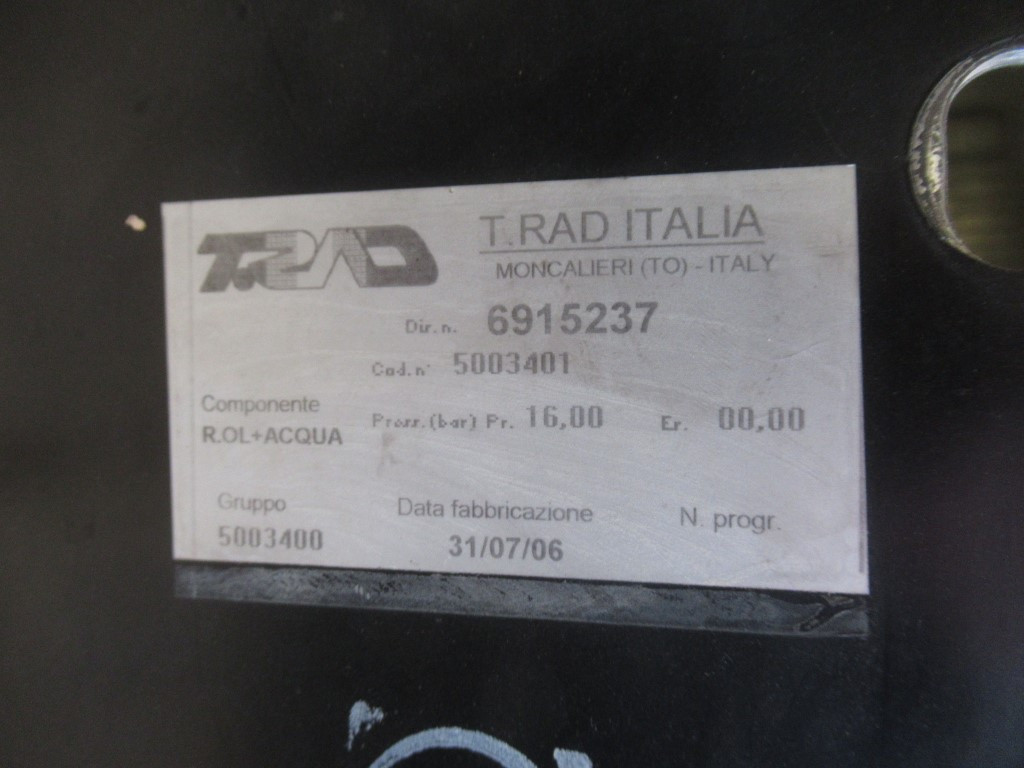 T.RAD
T.RAD ITALIA
MONCALIERI (TO) - ITALY
Dir.n. 6915237
Cod.n° 5003401
Componente
R.OL+ACQUA
Press.(bar) Pr. 16,00 Er. 00,00
Gruppo
5003400
Data fabbricazione
31/07/06
N. progr.